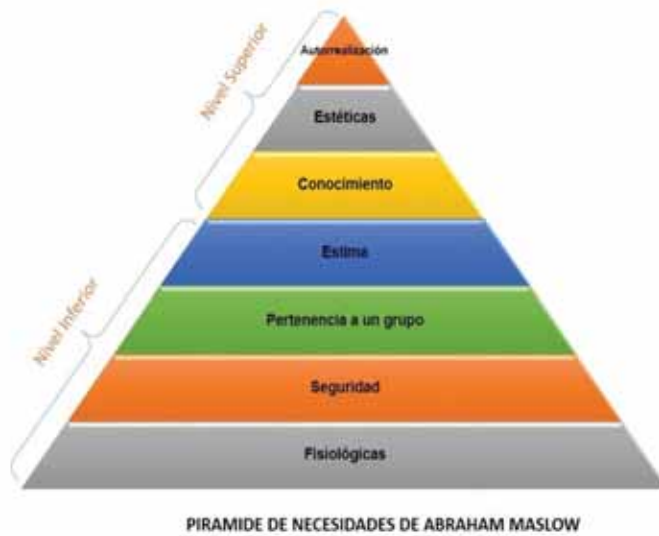 Nivel Superior
Autorrealización
Estéticas
Conocimiento
Estima
Nivel Inferior
Pertenencia a un grupo
Seguridad
Fisiológicas
PIRAMIDE DE NECESIDADES DE ABRAHAM MASLOW